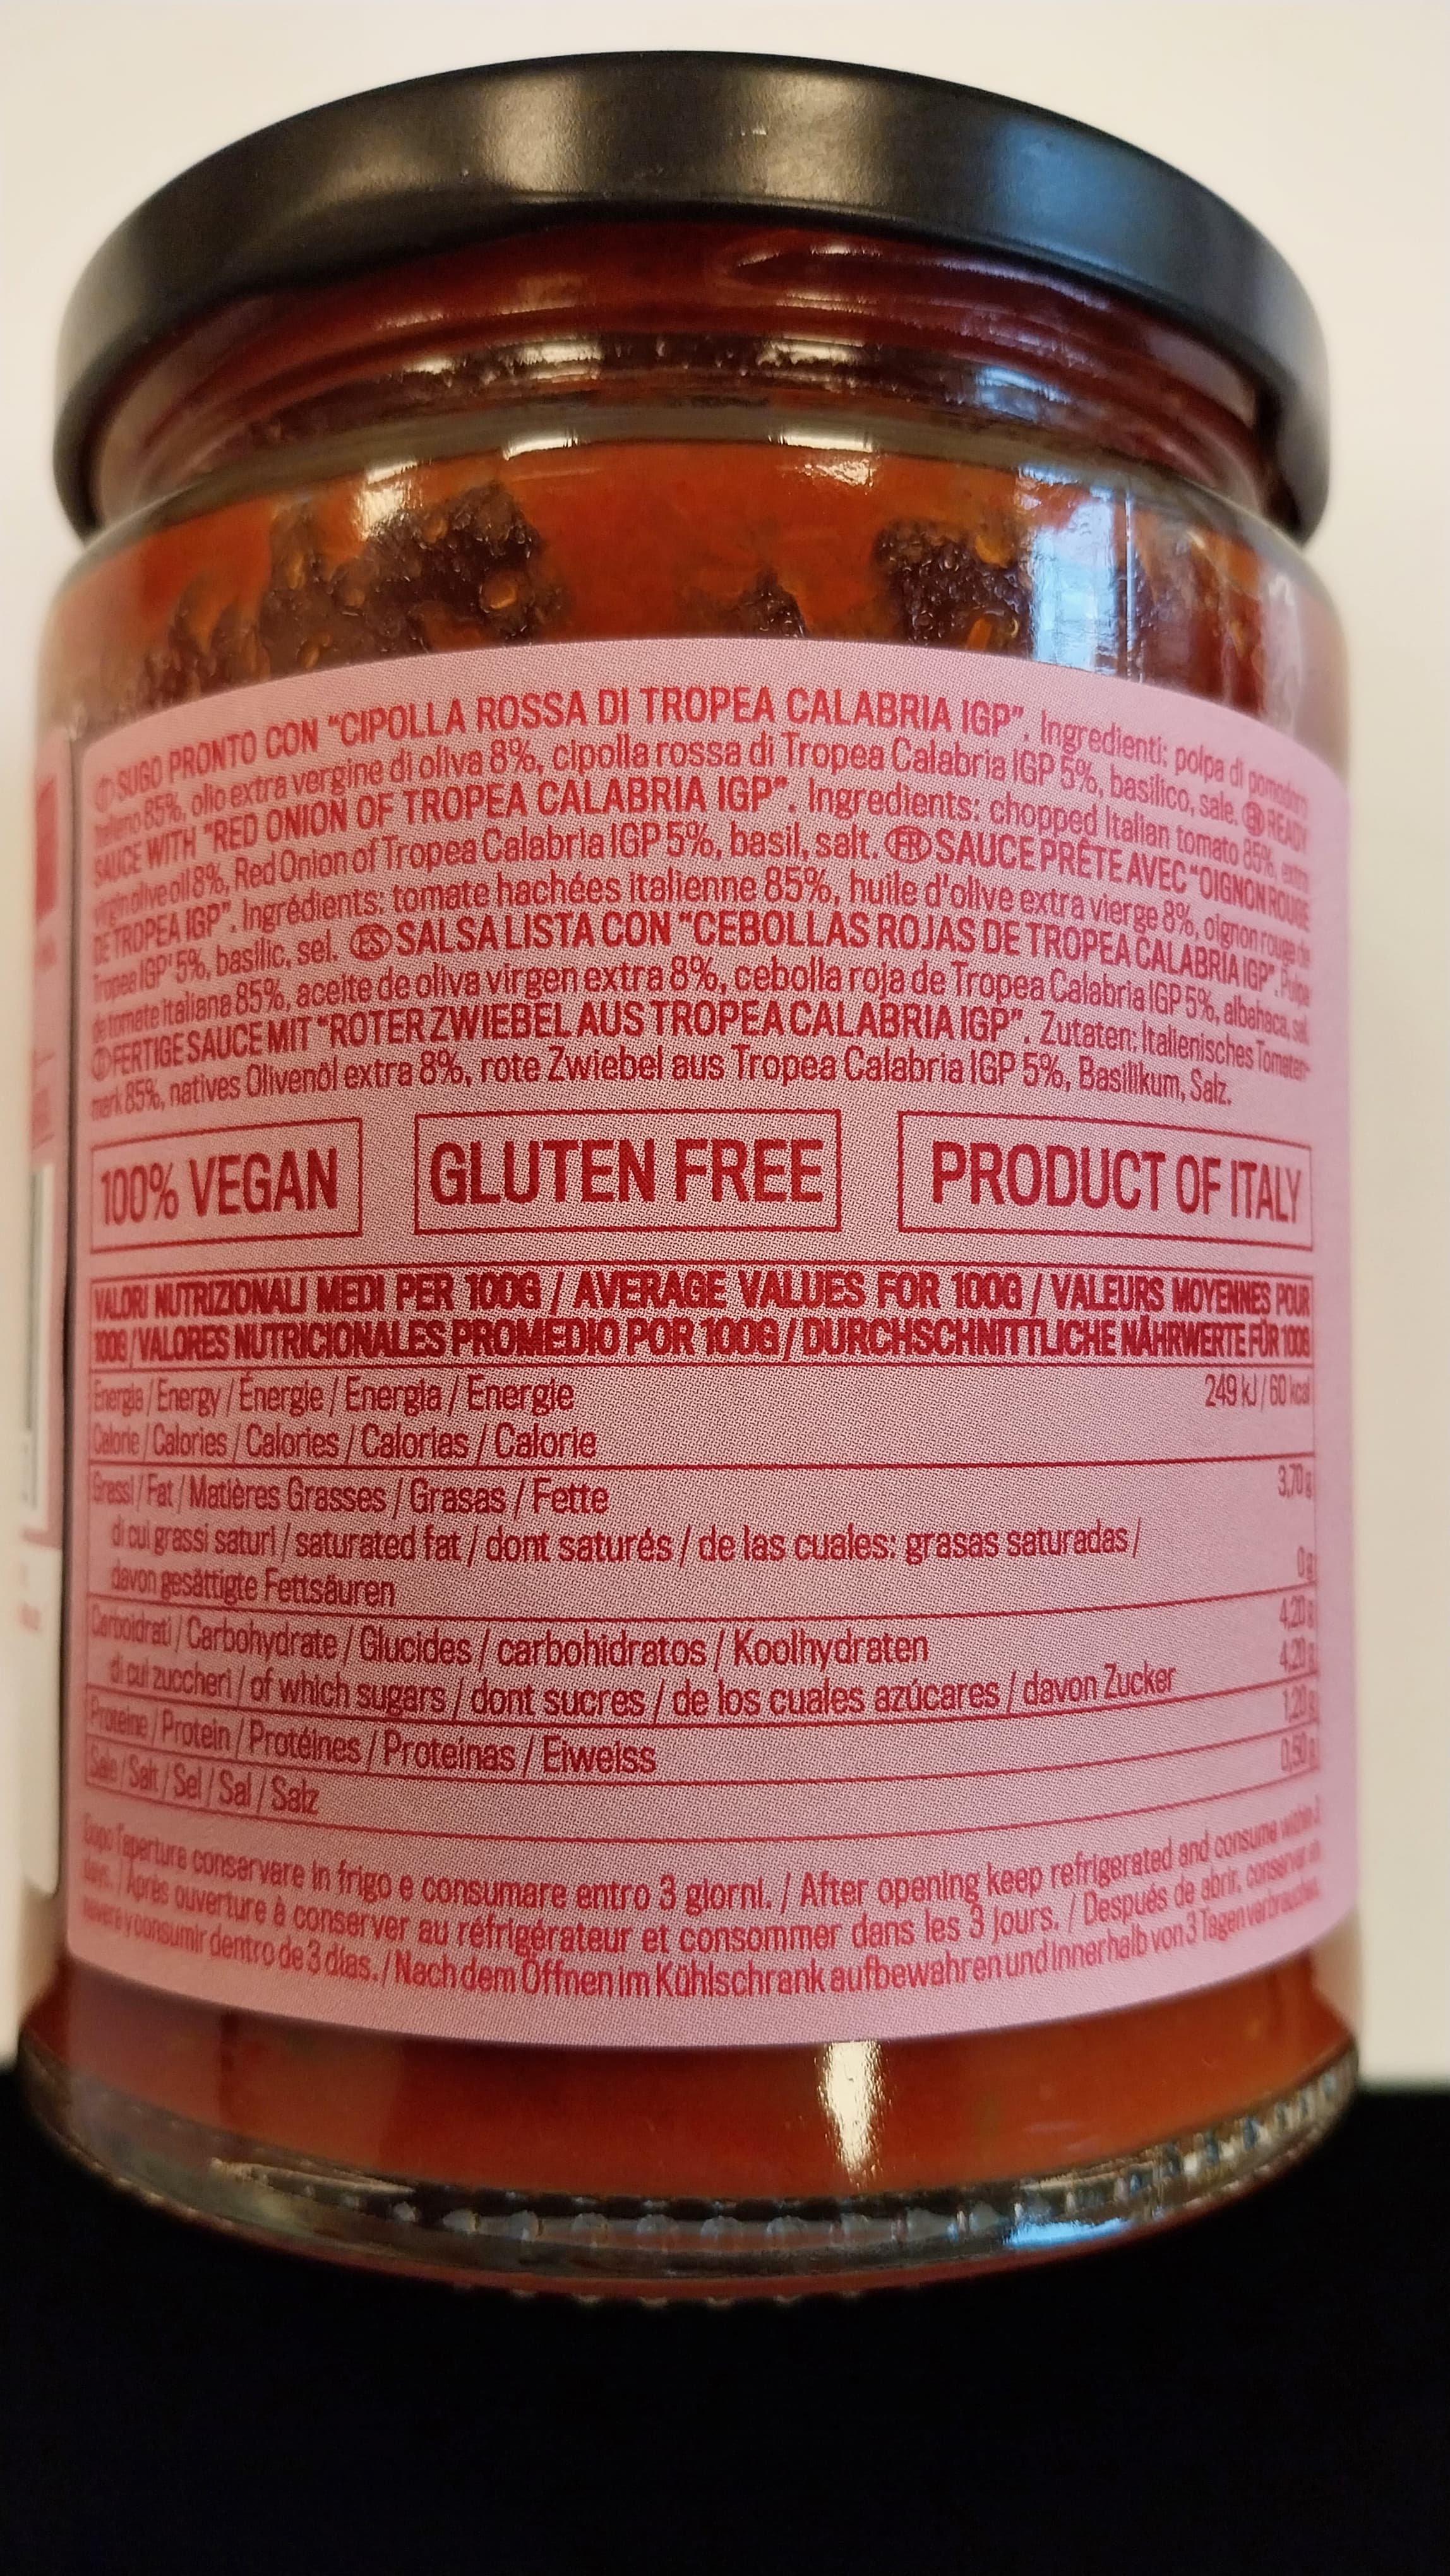 (IT) SUGO PRONTO CON "CIPOLLA ROSSA DI TROPEA CALABRIA IGP". Ingredienti: polpa di pomodoro
italiano 85%, olio extra vergine di oliva 8%, cipolla rossa di Tropea Calabria IGP 5%, basilico, sale. (EN) READY
SAUCE WITH "RED ONION OF TROPEA CALABRIA IGP". Ingredients: chopped Italian tomato 85%, extra
virgin olive oil 8%, Red Onion of Tropea Calabria IGP 5%, basil, salt. (FR) SAUCE PRÊTE AVEC "OIGNON ROUGE
DE TROPEA IGP". Ingrédients: tomate hachées italienne 85%, huile d'olive extra vierge 8%, oignon rouge de
Tropea IGP 5%, basilic, sel. (ES) SALSA LISTA CON "CEBOLLAS ROJAS DE TROPEA CALABRIA IGP". Pulpa
de tomate italiana 85%, aceite de oliva virgen extra 8%, cebolla roja de Tropea Calabria IGP 5%, albahaca, sal.
FERTIGE SAUCE MIT "ROTER ZWIEBEL AUS TROPEA CALABRIA IGP". Zutaten: Italienisches Tomaten-
mark 85%, natives Olivenöl extra 8%, rote Zwiebel aus Tropea Calabria IGP 5%, Basilikum, Salz.
100% VEGAN
GLUTEN FREE
PRODUCT OF ITALY
VALORI NUTRIZIONALI MEDI PER 100G / AVERAGE VALUES FOR 100G / VALEURS MOYENNES POUR
100G / VALORES NUTRICIONALES PROMEDIO POR 100G / DURCHSCHNITTLICHE NÄHRWERTE FÜR 100G
Energia / Energy / Énergie / Energia / Energie 249 kJ / 60 kcal
Calorie / Calories / Calories / Calorias / Calorie
Grassi / Fat / Matières Grasses / Grasas / Fette 3,70 g
di cui grassi saturi / saturated fat / dont saturés / de las cuales: grasas saturadas /
davon gesättigte Fettsäuren 0 g
Carboidrati / Carbohydrate / Glucides / carbohidratos / Koolhydraten 4,20 g
di cui zuccheri / of which sugars / dont sucres / de los cuales azúcares / davon Zucker 4,20 g
Proteine / Protein / Protéines / Proteinas / Eiweiss 1,20 g
Sale / Salt / Sel / Sal / Salz 0,50 g
Dopo l'apertura conservare in frigo e consumare entro 3 giorni. / After opening keep refrigerated and consume within 3
days. / Après ouverture à conserver au réfrigérateur et consommer dans les 3 jours. / Después de abrir, conservar en
nevera y consumir dentro de 3 días. / Nach dem Öffnen im Kühlschrank aufbewahren und innerhalb von 3 Tagen verbrauchen.